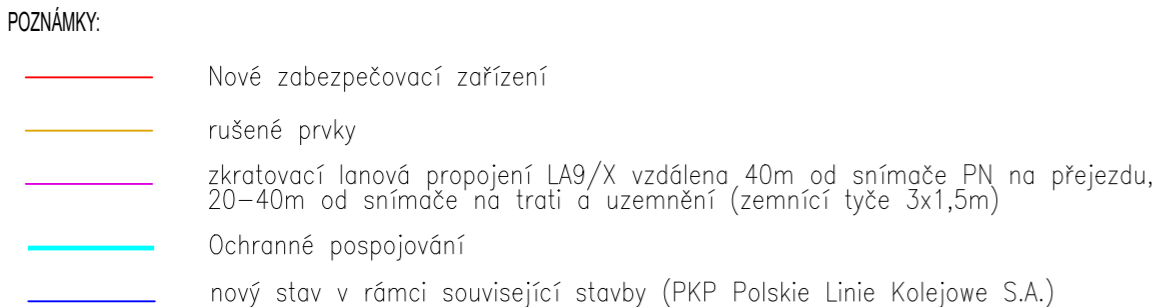 POZNÁMKY:
Nové zabezpečovací zařízení
rušené prvky
zkratovací lanová propojení LA9/X vzdálena 40m od snímače PN na přejezdu,
20-40m od snímače na trati a uzemnění (zemnící tyče 3x1,5m)
Ochranné pospojování
nový stav v rámci související stavby (PKP Polskie Linie Kolejowe S.A.)